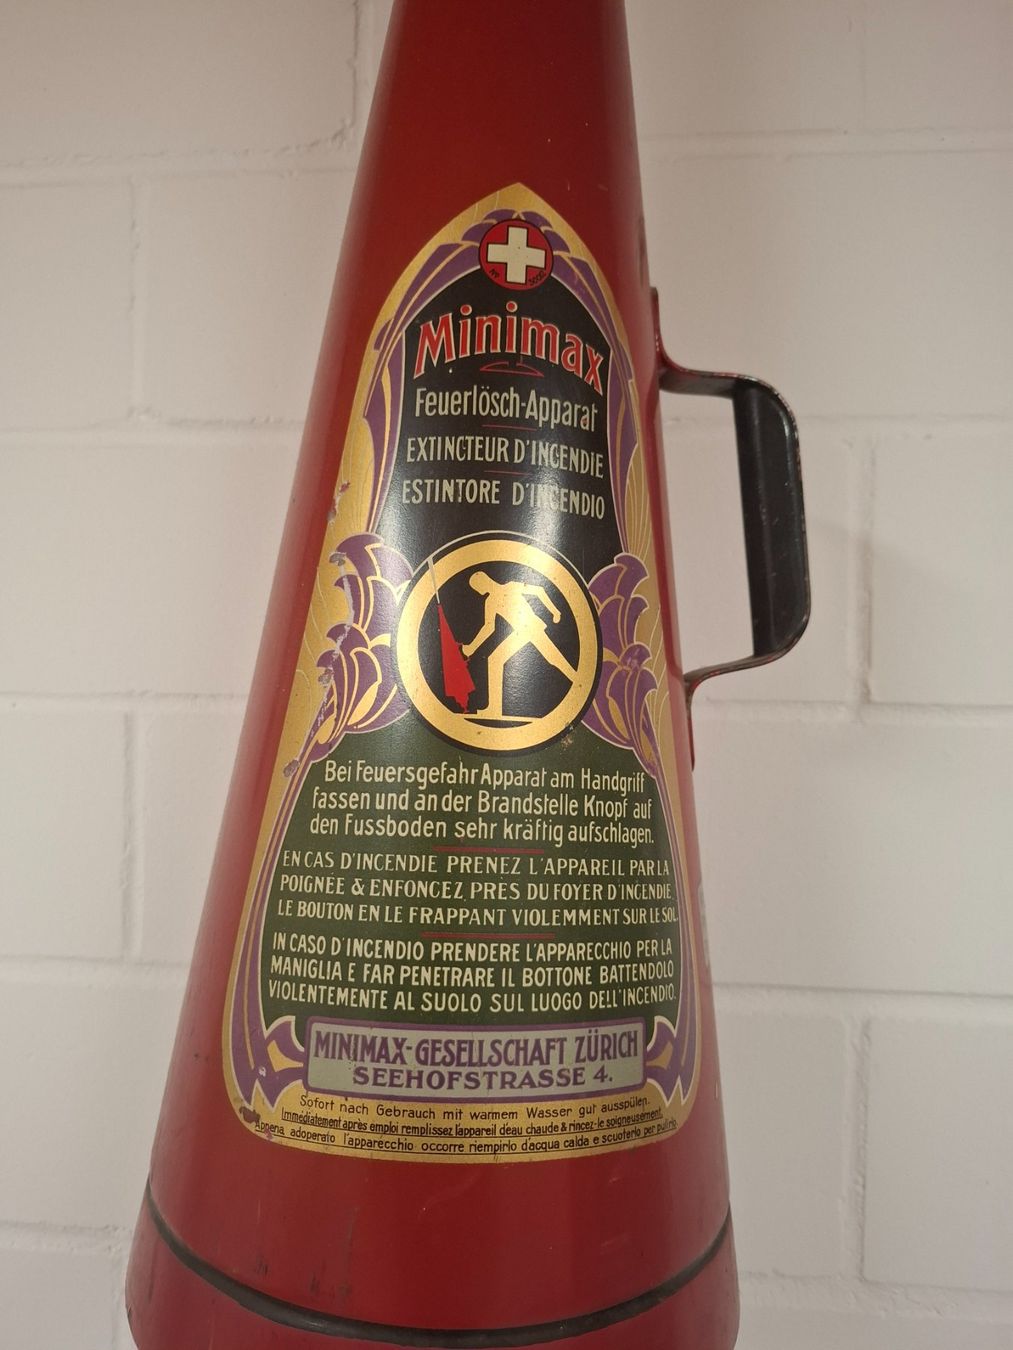 Minimax
Feuerlösch-Apparat
EXTINCTEUR D'INCENDIE
ESTINTORE D'INCENDIO
Bei Feuersgefahr Apparat am Handgriff
fassen und an der Brandstelle Knopf auf
den Fussboden sehr kräftig aufschlagen.
EN CAS D'INCENDIE PRENEZ L'APPAREIL PAR LA
POIGNÉE & ENFONCEZ PRES DU FOYER D'INCENDIE
LE BOUTON EN LE FRAPPANT VIOLEMMENT SUR LE SOL.
IN CASO D'INCENDIO PRENDERE L'APPARECCHIO PER LA
MANIGLIA E FAR PENETRARE IL BOTTONE BATTENDOLO
VIOLENTEMENTE AL SUOLO SUL LUOGO DELL'INCENDIO.
MINIMAX-GESELLSCHAFT ZÜRICH
SEEHOFSTRASSE 4.
Sofort nach Gebrauch mit warmem Wasser gut ausspülen.
Immédiatement après emploi remplissez l'appareil d'eau chaude & rincez-le soigneusement.
Appena adoperato l'apparecchio occorre riempirlo d'acqua calda e scuoterlo per pulirlo.